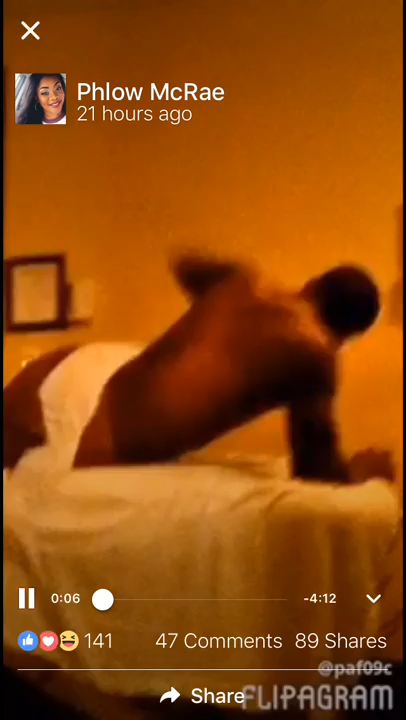 Phlow McRae
21 hours ago
0:06
-4:12
141
47 Comments
89 Shares
@paf09c
Share
FLIPAGRAM